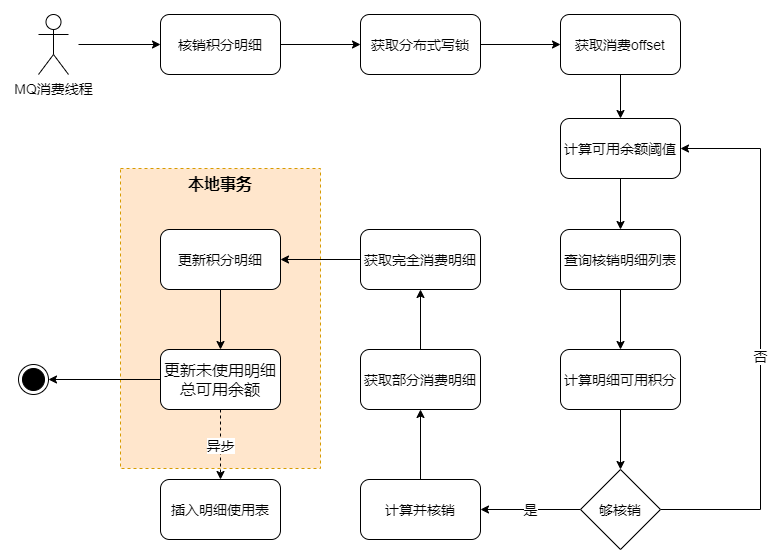 MQ消费线程
核销积分明细
获取分布式写锁
获取消费offset
计算可用余额阈值
查询核销明细列表
计算明细可用积分
够核销
否
是
计算并核销
获取部分消费明细
获取完全消费明细
本地事务
更新积分明细
更新未使用明细
总可用余额
异步
插入明细使用表